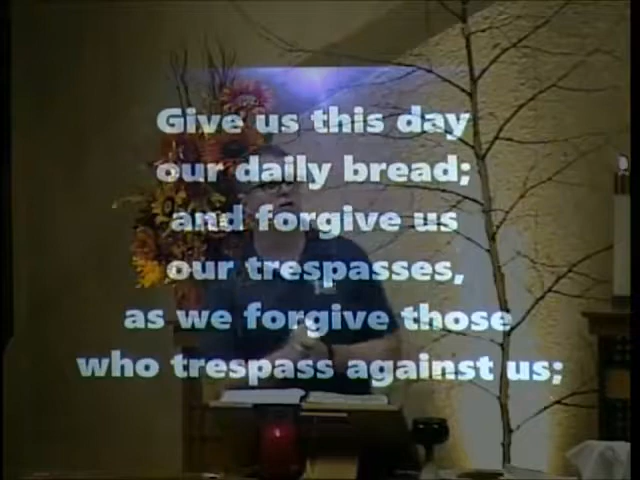 Give us this day
our daily bread;
and forgive us
our trespasses,
as we forgive those
who trespass against us;